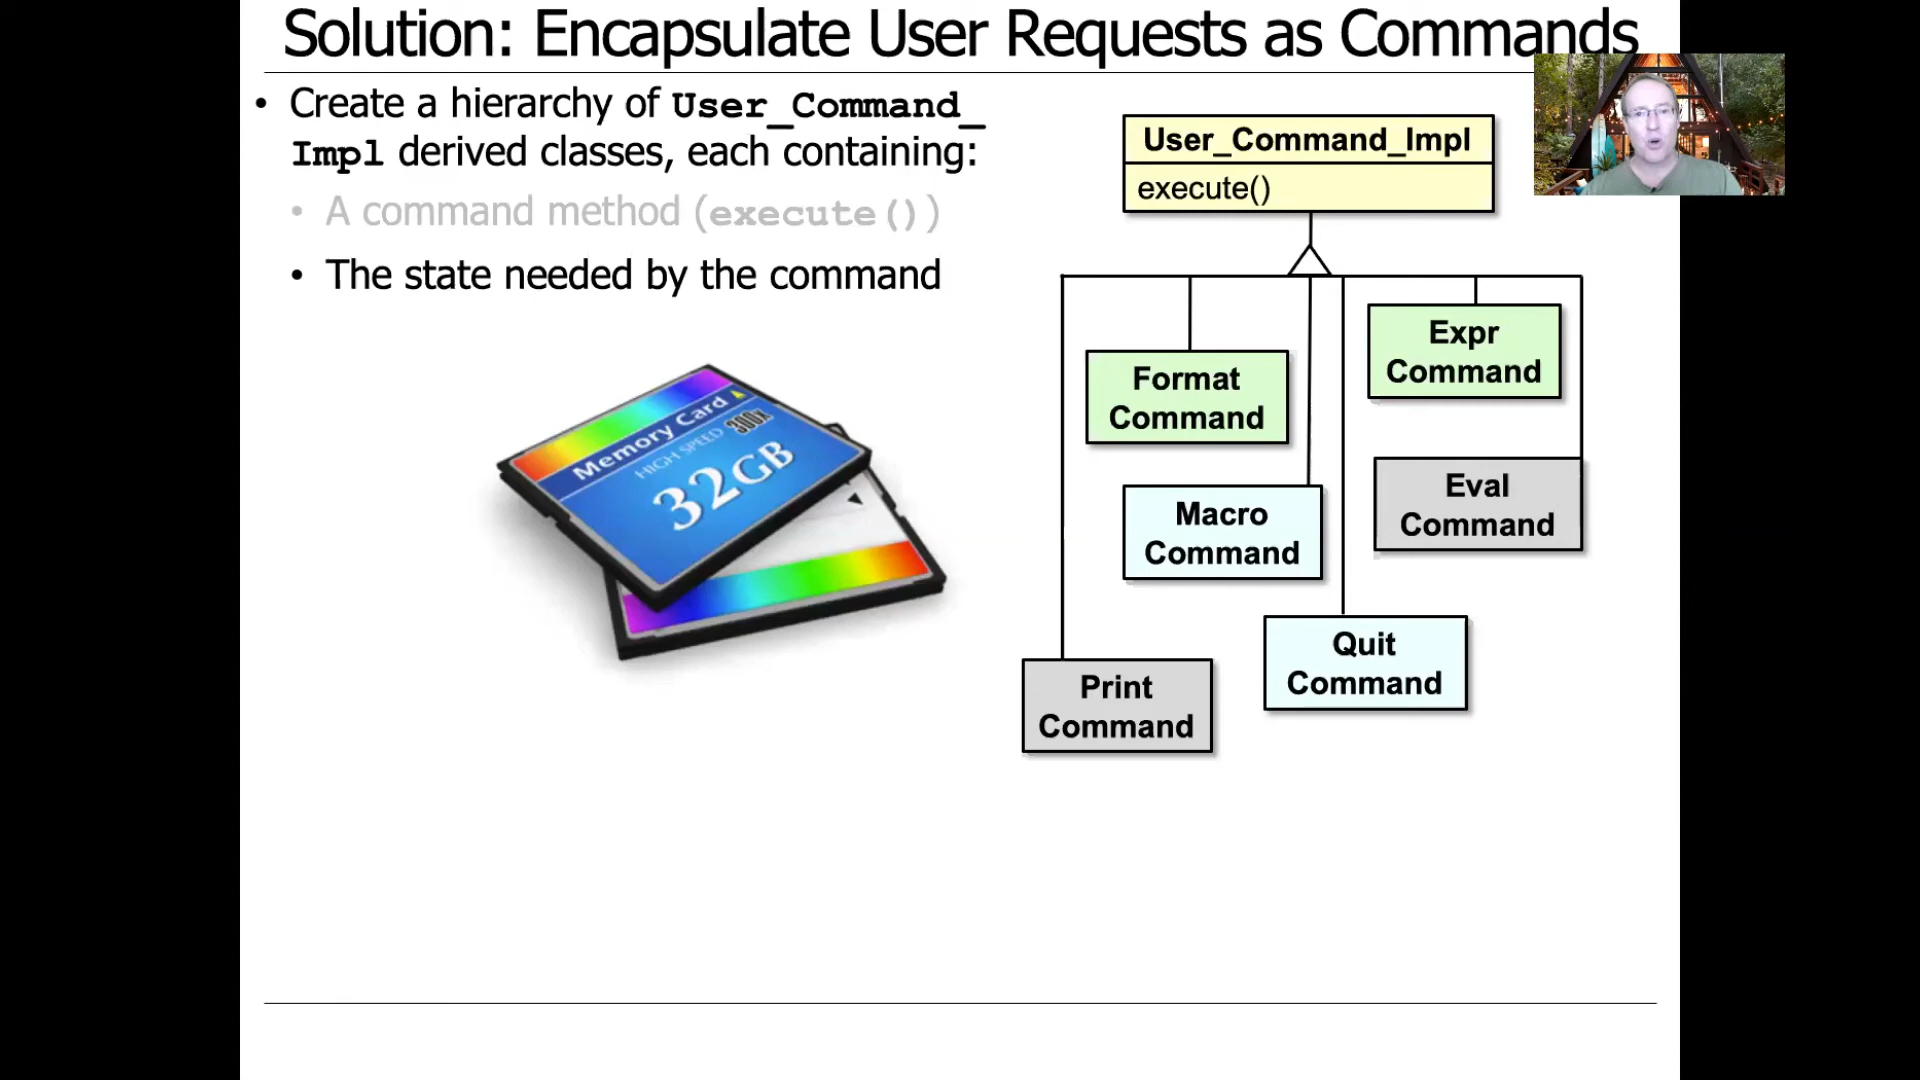 Solution: Encapsulate User Requests as Commands
• Create a hierarchy of User_Command_
Impl derived classes, each containing:
• A command method (execute())
• The state needed by the command
Memory Card
HIGH SPEED 300x
32GB
User_Command_Impl
execute()
Expr
Command
Format
Command
Eval
Command
Macro
Command
Quit
Command
Print
Command